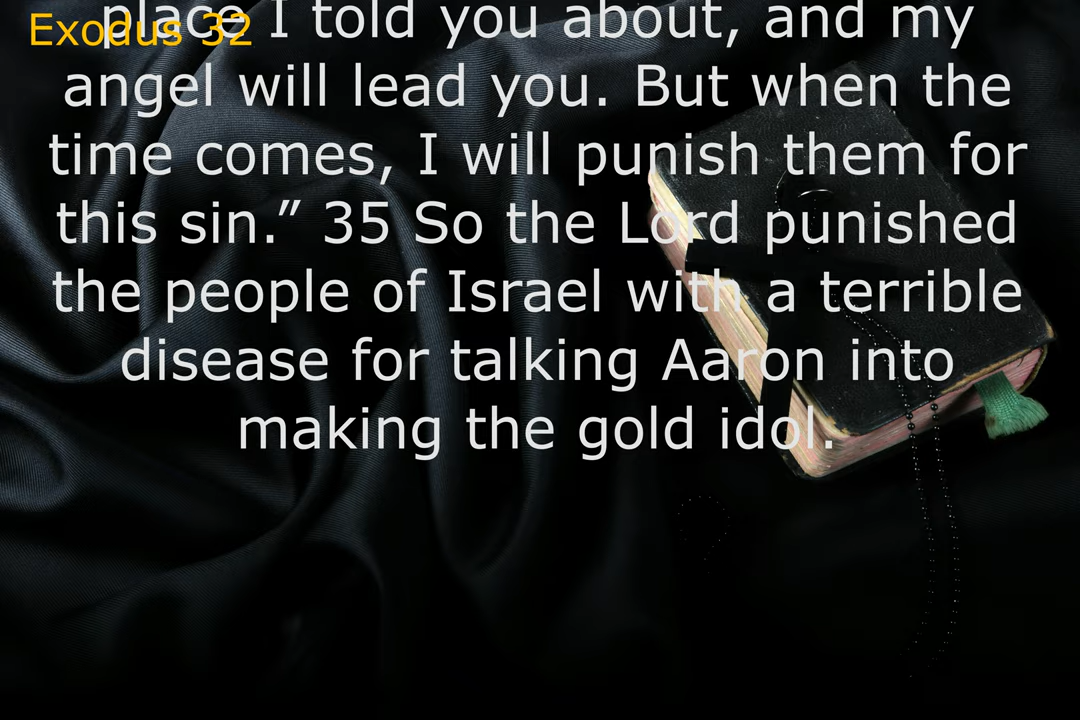 Exodus 32
place I told you about, and my
angel will lead you. But when the
time comes, I will punish them for
this sin.” 35 So the Lord punished
the people of Israel with a terrible
disease for talking Aaron into
making the gold idol.